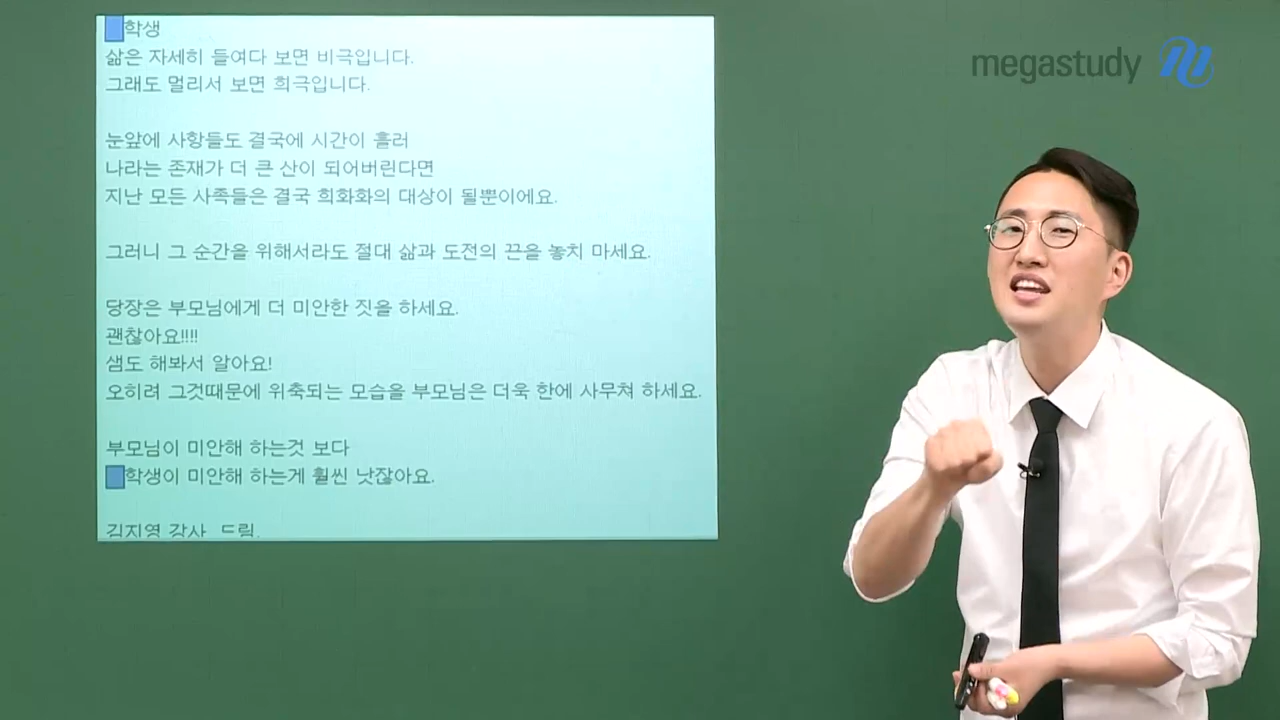 학생
삶은 자세히 들여다 보면 비극입니다.
그래도 멀리서 보면 희극입니다.
눈앞에 사항들도 결국에 시간이 흘러
나라는 존재가 더 큰 산이 되어버린다면
지난 모든 사족들은 결국 희화화의 대상이 될뿐이에요.
그러니 그 순간을 위해서라도 절대 삶과 도전의 끈을 놓치 마세요.
당장은 부모님에게 더 미안한 짓을 하세요.
괜찮아요!!!!
샘도 해봐서 알아요!
오히려 그것때문에 위축되는 모습을 부모님은 더욱 한에 사무쳐 하세요.
부모님이 미안해 하는것 보다
학생이 미안해 하는게 훨씬 낫잖아요.
김지영 강사 드림.
megastudy